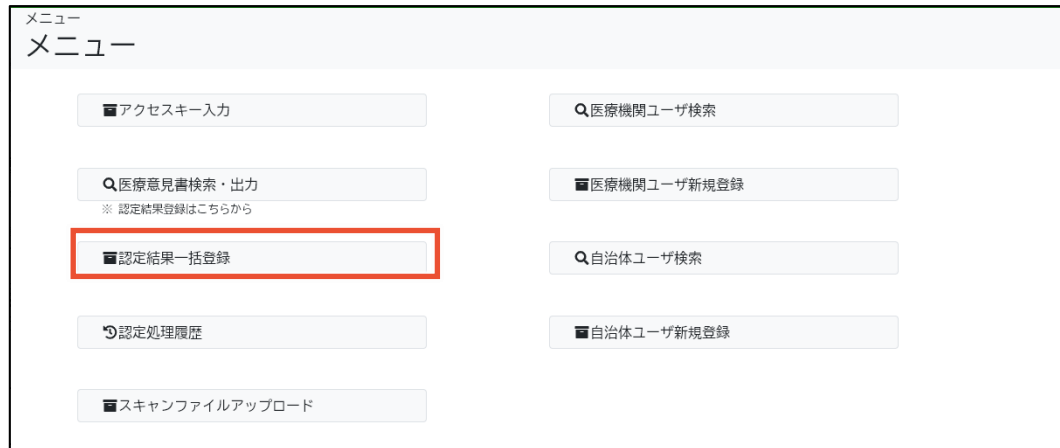 メニュー
メニュー
アクセスキー入力
医療機関ユーザ検索
医療意見書検索・出力
医療機関ユーザ新規登録
※ 認定結果登録はこちらから
認定結果一括登録
自治体ユーザ検索
認定処理履歴
自治体ユーザ新規登録
スキャンファイルアップロード